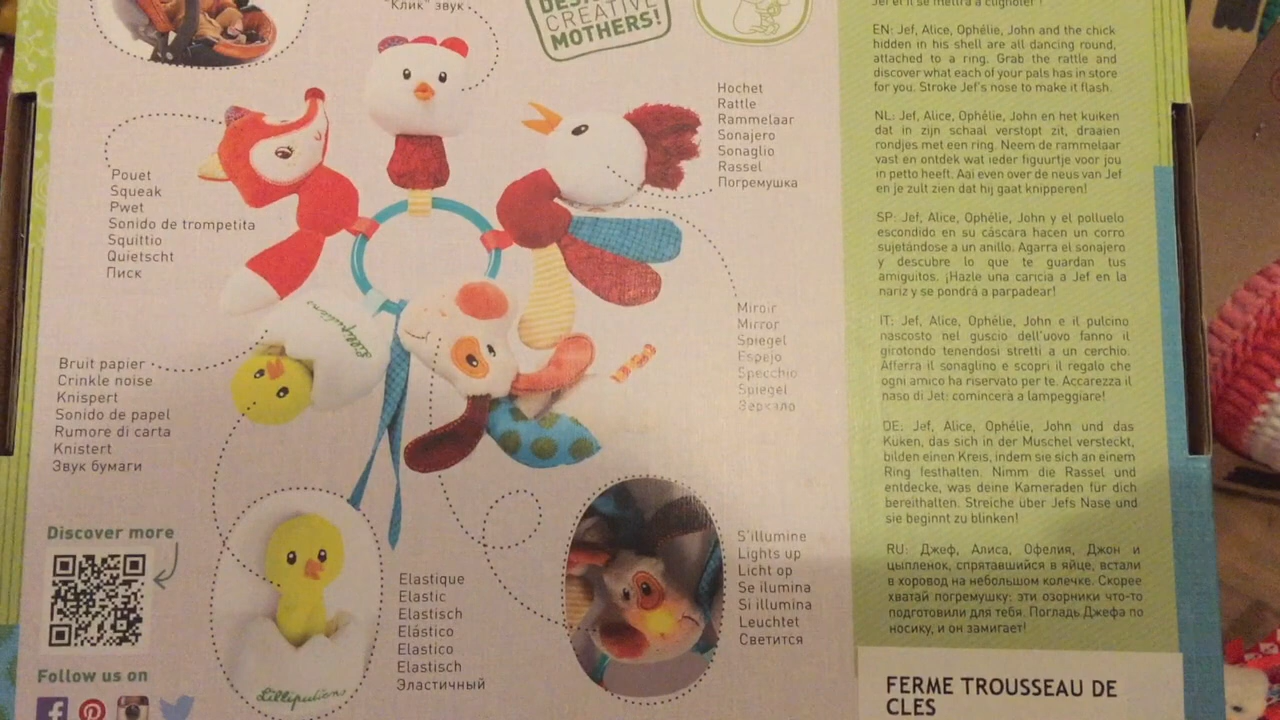 "Клик" звук
DES
CREATIVE
MOTHERS!
Hochet
Rattle
Rammelaar
Sonajero
Sonaglio
Rassel
Погремушка
Pouet
Squeak
Pwet
Sonido de trompetita
Squittio
Quietscht
Писк
Miroir
Mirror
Spiegel
Espejo
Specchio
Spiegel
Зеркало
Bruit papier
Crinkle noise
Knispert
Sonido de papel
Rumore di carta
Knistert
Звук бумаги
Lilliputiens
Discover more
Follow us on
Elastique
Elastic
Elastisch
Elástico
Elastico
Elastisch
Эластичный
Lilliputiens
S'illumine
Lights up
Licht op
Se ilumina
Si illumina
Leuchtet
Светится
Jef et il se mettra à clignoter !
EN: Jef, Alice, Ophélie, John and the chick
hidden in his shell are all dancing round,
attached to a ring. Grab the rattle and
discover what each of your pals has in store
for you. Stroke Jef's nose to make it flash.
NL: Jef, Alice, Ophélie, John en het kuiken
dat in zijn schaal verstopt zit, draaien
rondjes met een ring. Neem de rammelaar
vast en ontdek wat ieder figuurtje voor jou
in petto heeft. Aai even over de neus van Jef
en je zult zien dat hij gaat knipperen!
SP: Jef, Alice, Ophélie, John y el polluelo
escondido en su cáscara hacen un corro
sujetándose a un anillo. Agarra el sonajero
y descubre lo que te guardan tus
amiguitos. ¡Hazle una caricia a Jef en la
nariz y se pondrá a parpadear!
IT: Jef, Alice, Ophélie, John e il pulcino
nascosto nel guscio dell'uovo fanno il
girotondo tenendosi stretti a un cerchio.
Afferra il sonaglino e scopri il regalo che
ogni amico ha riservato per te. Accarezza il
naso di Jet: comincerà a lampeggiare!
DE: Jef, Alice, Ophélie, John und das
Kuken, das sich in der Muschel versteckt,
bilden einen Kreis, indem sie sich an einem
Ring festhalten. Nimm die Rassel und
entdecke, was deine Kameraden für dich
bereithalten. Streiche über Jefs Nase und
sie beginnt zu blinken!
RU: Джеф, Алиса, Офелия, Джон и
цыпленок, спрятавшийся в яйце, встали
в хоровод на небольшом колечке. Скорее
хватай погремушку: эти озорники что-то
подготовили для тебя. Погладь Джефа по
носику, и он замигает!
FERME TROUSSEAU DE
CLES